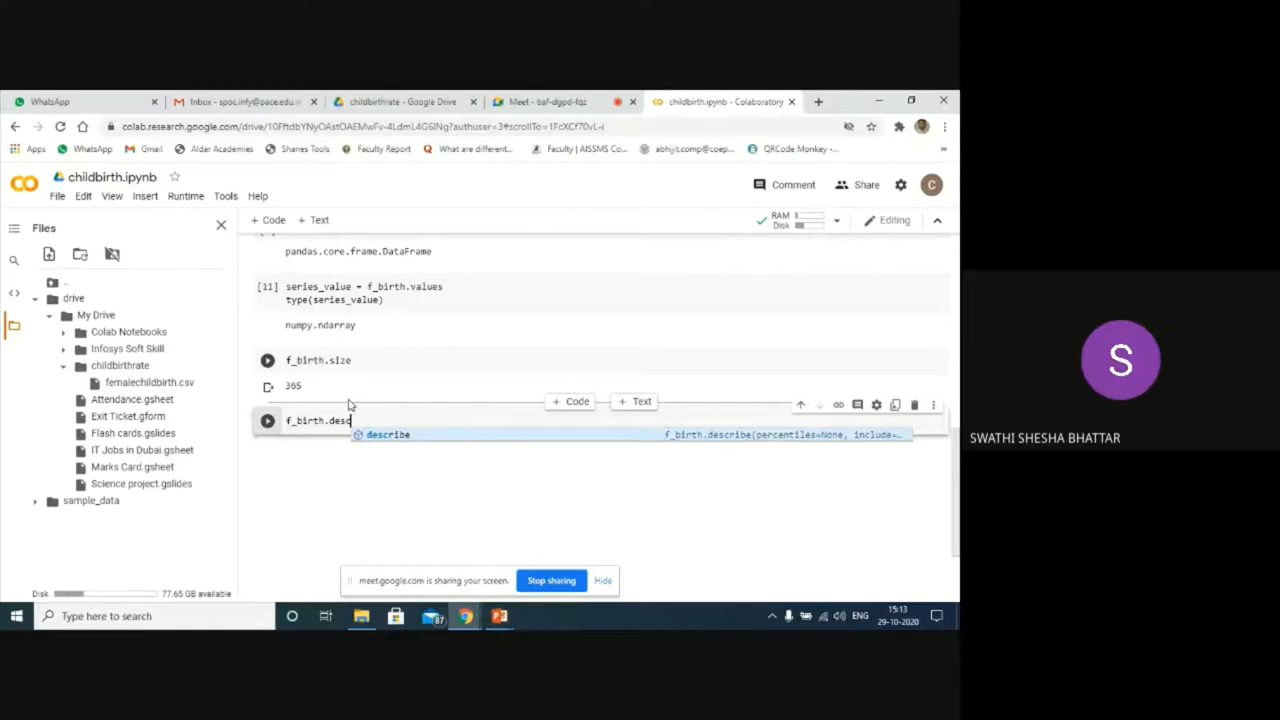 WhatsApp
Inbox - spoc.infy@pace.edu.in
childbirthrate - Google Drive
Meet - baf-dgpd-fqz
childbirth.ipynb - Colaboratory
Apps
WhatsApp
Gmail
Aldar Academies
Shanes Tools
Faculty Report
What are different...
Faculty | AISSMS Co...
abhijit.comp@coep...
QRCode Monkey -...
childbirth.ipynb
Comment
Share
C
File Edit View Insert Runtime Tools Help
Files
+ Code + Text
RAM
Disk
Editing
..
drive
My Drive
Colab Notebooks
Infosys Soft Skill
childbirthrate
femalechildbirth.csv
Attendance.gsheet
Exit Ticket.gform
Flash cards.gslides
IT Jobs in Dubai.gsheet
Marks Card.gsheet
Science project.gslides
sample_data
Disk
77.65 GB available
pandas.core.frame.DataFrame
[11] series_value = f_birth.values
type(series_value)
numpy.ndarray
f_birth.size
365
+ Code + Text
f_birth.desc
describe
f_birth.describe(percentiles=None, include=…
meet.google.com is sharing your screen.
Stop sharing
Hide
Type here to search
87
ENG
15:13
29-10-2020
S
SWATHI SHESHA BHATTAR